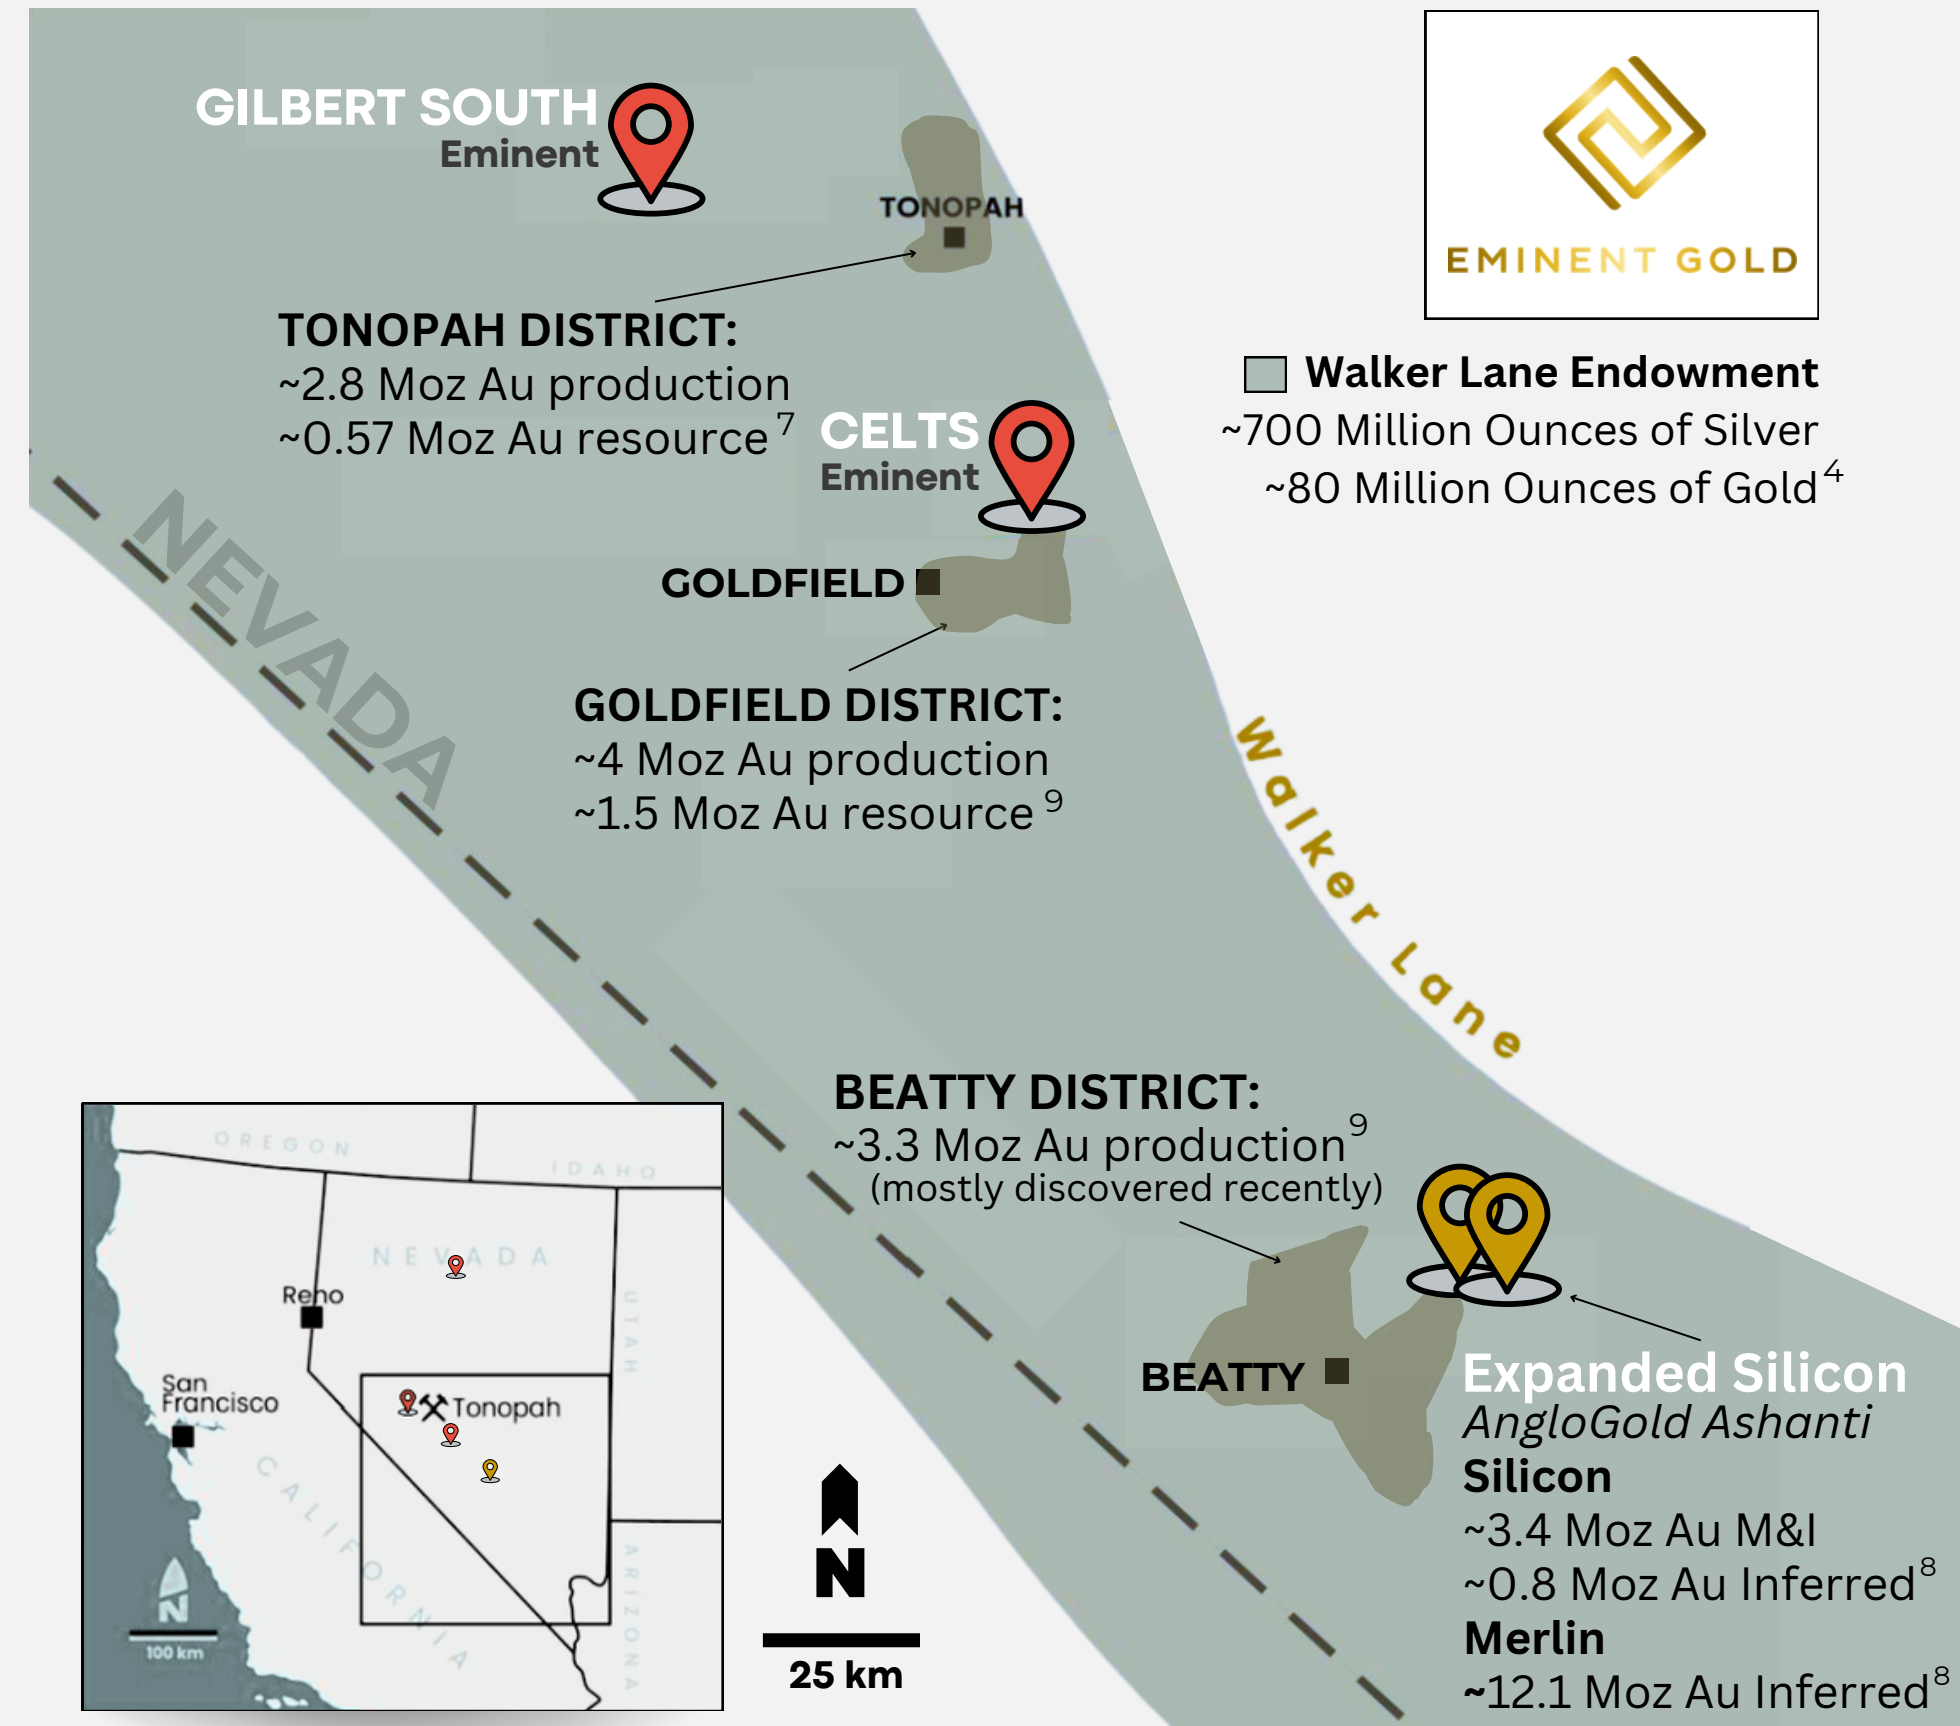 GILBERT SOUTH
Eminent
TONOPAH
TONOPAH DISTRICT:
~2.8 Moz Au production
~0.57 Moz Au resource 7
CELTS
Eminent
GOLDFIELD
GOLDFIELD DISTRICT:
~4 Moz Au production
~1.5 Moz Au resource 9
NEVADA
EMINENT GOLD
Walker Lane Endowment
~700 Million Ounces of Silver
~80 Million Ounces of Gold 4
Walker Lane
BEATTY DISTRICT:
~3.3 Moz Au production 9
(mostly discovered recently)
BEATTY
Expanded Silicon
AngloGold Ashanti
Silicon
~3.4 Moz Au M&I
~0.8 Moz Au Inferred 8
Merlin
~12.1 Moz Au Inferred 8
OREGON
IDAHO
NEVADA
Reno
UTAH
San
Francisco
Tonopah
CALIFORNIA
ARIZONA
N
100 km
N
25 km